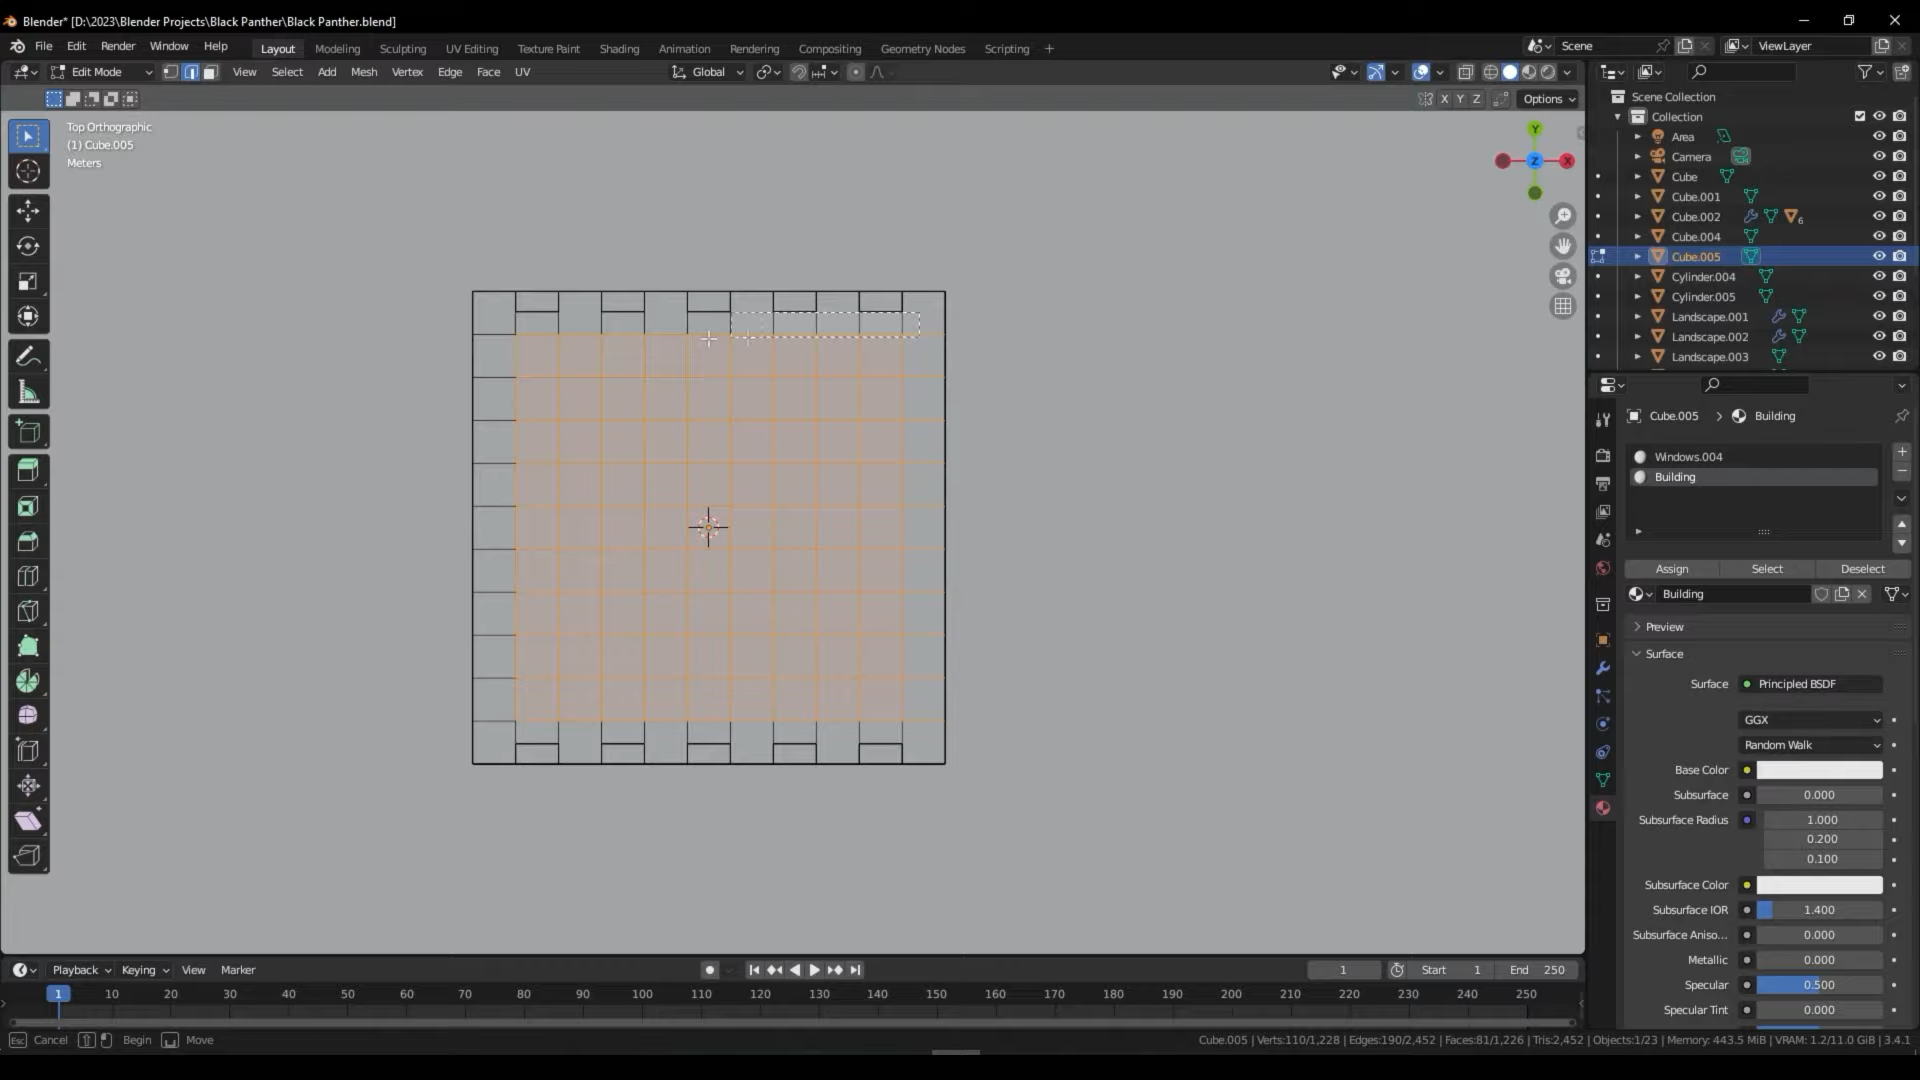 Blender* [D:\2023\Blender Projects\Black Panther\Black Panther.blend]
File Edit Render Window Help Layout Modeling Sculpting UV Editing Texture Paint Shading Animation Rendering Compositing Geometry Nodes Scripting + Scene ViewLayer
Edit Mode View Select Add Mesh Vertex Edge Face UV Global
X Y Z Options
Top Orthographic
(1) Cube.005
Meters
Y
Z
X
Scene Collection
Collection
Area
Camera
Cube
Cube.001
Cube.002 6
Cube.004
Cube.005
Cylinder.004
Cylinder.005
Landscape.001
Landscape.002
Landscape.003
Cube.005 > Building
Windows.004
Building
Assign Select Deselect
Building
Preview
Surface
Surface Principled BSDF
GGX
Random Walk
Base Color
Subsurface 0.000
Subsurface Radius 1.000
0.200
0.100
Subsurface Color
Subsurface IOR 1.400
Subsurface Aniso... 0.000
Metallic 0.000
Specular 0.500
Specular Tint 0.000
Playback Keying View Marker 1 Start 1 End 250
1 10 20 30 40 50 60 70 80 90 100 110 120 130 140 150 160 170 180 190 200 210 220 230 240 250
Esc Cancel Begin Move Cube.005 | Verts:110/1,228 | Edges:190/2,452 | Faces:81/1,226 | Tris:2,452 | Objects:1/23 | Memory: 443.5 MiB | VRAM: 1.2/11.0 GiB | 3.4.1